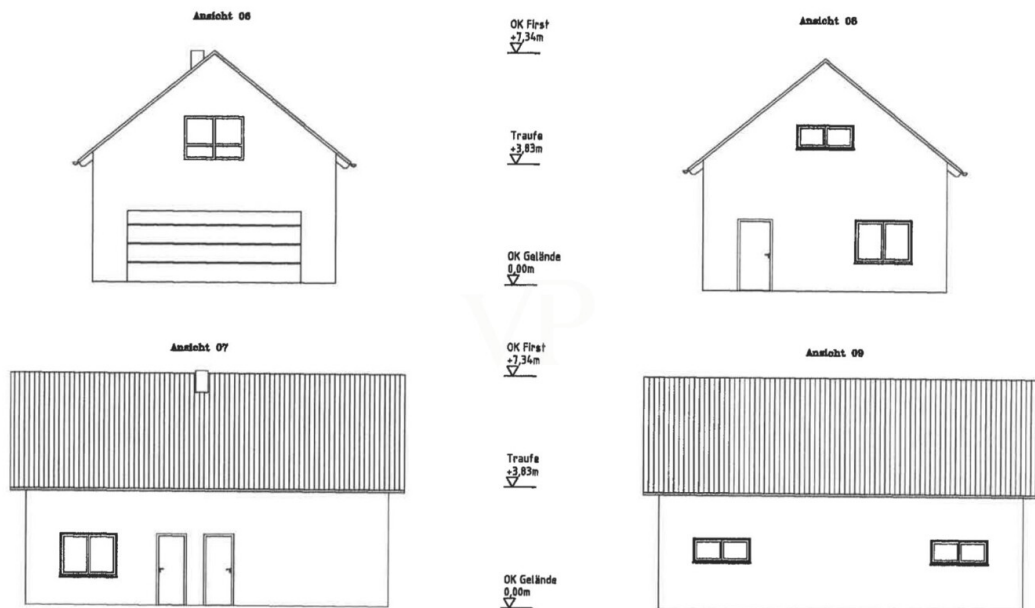 Ansicht 06
OK First
+7,34m
Ansicht 08
Traufe
+3,83m
OK Gelände
0,00m
VP
Ansicht 07
OK First
+7,34m
Ansicht 09
Traufe
+3,83m
OK Gelände
0,00m